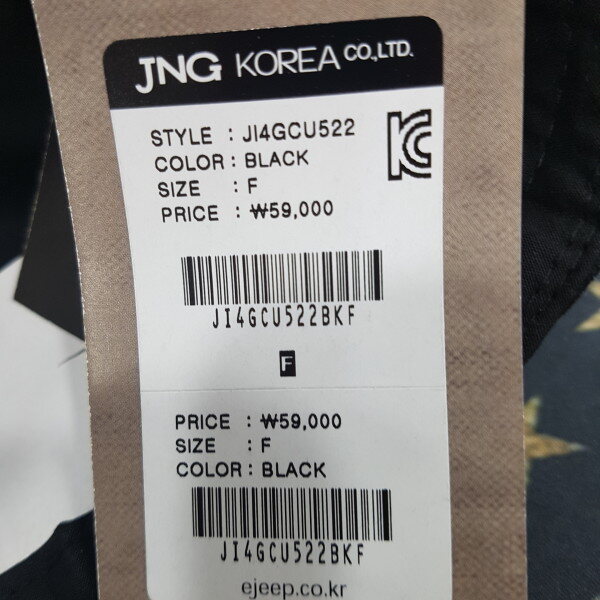 JNG KOREA CO.,LTD.
STYLE : JI4GCU522
COLOR : BLACK
SIZE : F
PRICE : ₩59,000
KC
JI4GCU522BKF
F
PRICE : ₩59,000
SIZE : F
COLOR : BLACK
JI4GCU522BKF
ejeep.co.kr